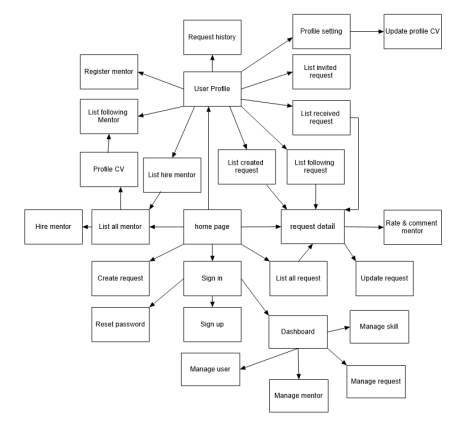 Request history
Profile setting
Update profile CV
Register mentor
User Profile
List invited
request
List following
Mentor
List received
request
Profile CV
List hire mentor
List created
request
List following
request
Hire mentor
List all mentor
home page
request detail
Rate & comment
mentor
Create request
Sign in
List all request
Update request
Reset password
Sign up
Dashboard
Manage skill
Manage user
Manage mentor
Manage request